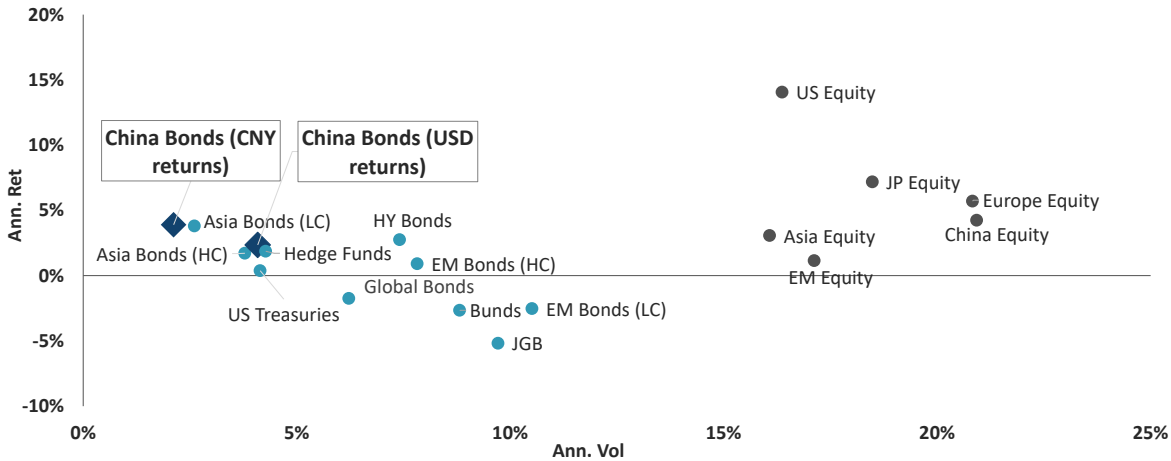 20%
15%
10%
5%
0%
-5%
-10%
Ann. Ret
China Bonds (CNY
returns)
China Bonds (USD
returns)
US Equity
JP Equity
Europe Equity
China Equity
Asia Equity
EM Equity
Asia Bonds (LC)
HY Bonds
Asia Bonds (HC)
Hedge Funds
EM Bonds (HC)
Global Bonds
US Treasuries
Bunds
EM Bonds (LC)
JGB
0%
5%
10%
15%
20%
25%
Ann. Vol